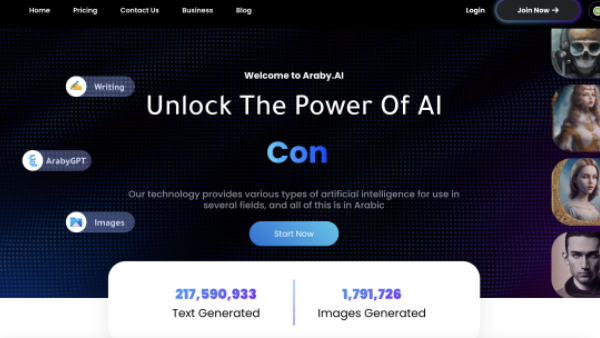 Home Pricing Contact Us Business Blog Login Join Now →
Welcome to Araby.AI
Writing
Unlock The Power Of AI
Con
ArabyGPT
Our technology provides various types of artificial intelligence for use in
several fields, and all of this is in Arabic
Images
Start Now
217,590,933 1,791,726
Text Generated Images Generated